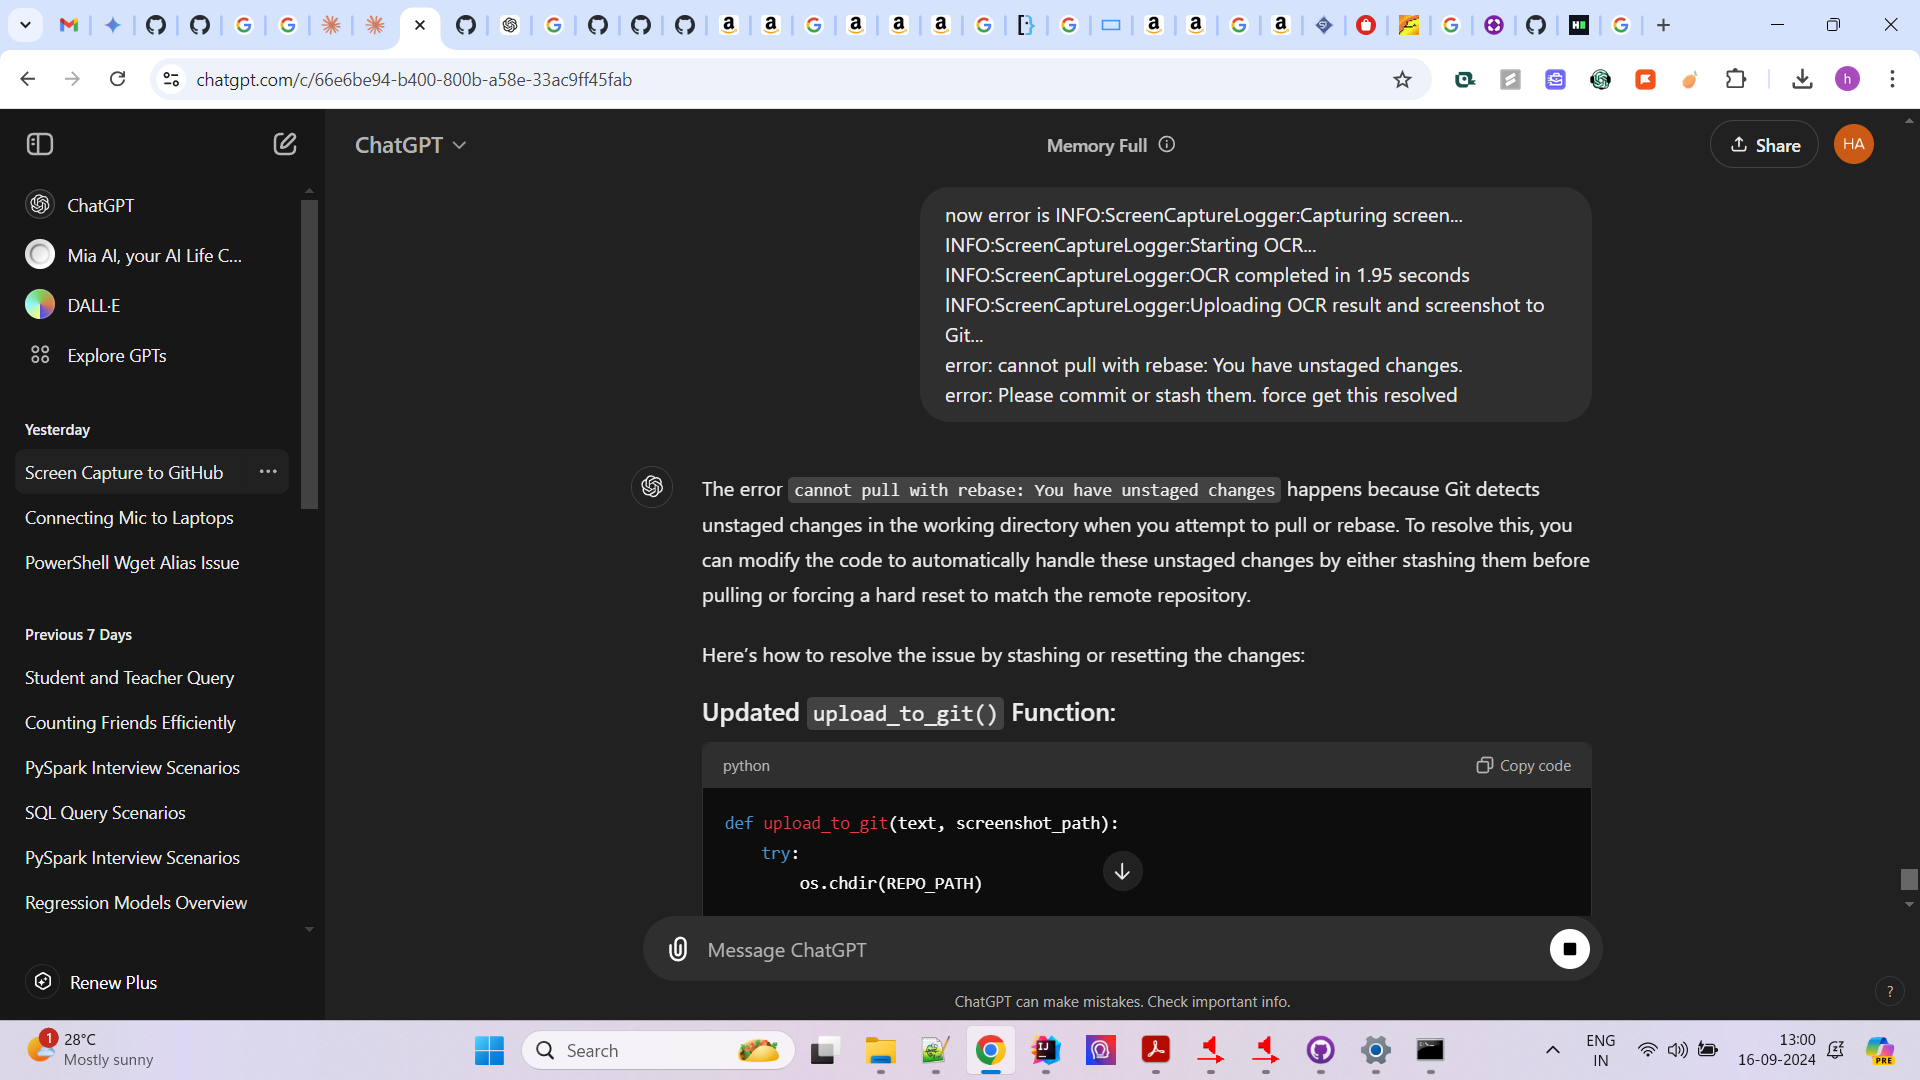 chatgpt.com/c/66e6be94-b400-800b-a58e-33ac9ff45fab
h
ChatGPT
Memory Full
Share
HA
ChatGPT
Mia AI, your AI Life C...
DALL·E
Explore GPTs
Yesterday
Screen Capture to GitHub
Connecting Mic to Laptops
PowerShell Wget Alias Issue
Previous 7 Days
Student and Teacher Query
Counting Friends Efficiently
PySpark Interview Scenarios
SQL Query Scenarios
PySpark Interview Scenarios
Regression Models Overview
Renew Plus
now error is INFO:ScreenCaptureLogger:Capturing screen...
INFO:ScreenCaptureLogger:Starting OCR...
INFO:ScreenCaptureLogger:OCR completed in 1.95 seconds
INFO:ScreenCaptureLogger:Uploading OCR result and screenshot to
Git...
error: cannot pull with rebase: You have unstaged changes.
error: Please commit or stash them. force get this resolved
The error cannot pull with rebase: You have unstaged changes happens because Git detects
unstaged changes in the working directory when you attempt to pull or rebase. To resolve this, you
can modify the code to automatically handle these unstaged changes by either stashing them before
pulling or forcing a hard reset to match the remote repository.
Here's how to resolve the issue by stashing or resetting the changes:
Updated upload_to_git() Function:
python
Copy code
def upload_to_git(text, screenshot_path):
try:
os.chdir(REPO_PATH)
Message ChatGPT
ChatGPT can make mistakes. Check important info.
?
1
28°C
Mostly sunny
Search
IJ
PRE
ENG
IN
13:00
16-09-2024